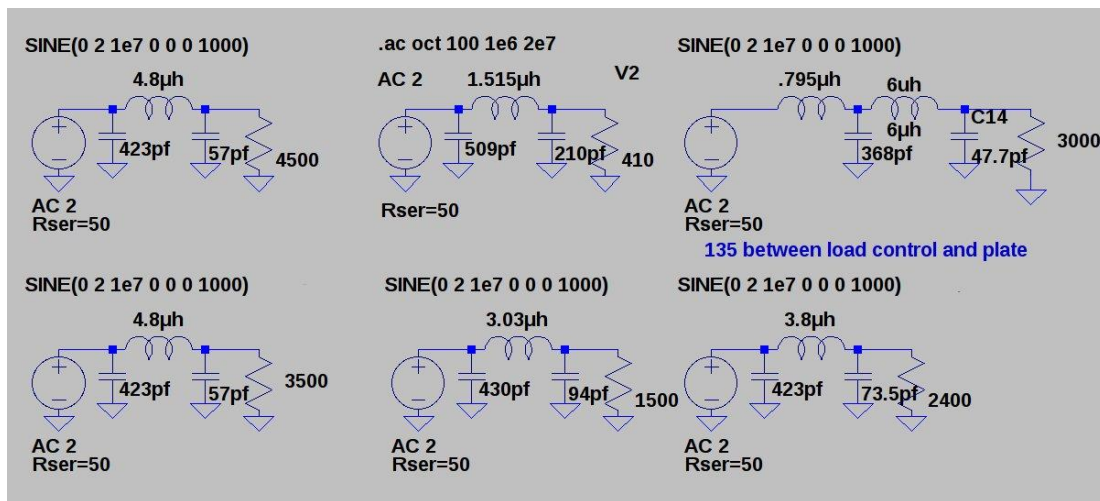 SINE(0 2 1e7 0 0 0 1000)
4.8µh
423pf
57pf
4500
AC 2
Rser=50
.ac oct 100 1e6 2e7
AC 2
1.515µh
V2
509pf
210pf
410
Rser=50
SINE(0 2 1e7 0 0 0 1000)
.795µh
6uh
6µh
C14
368pf
47.7pf
3000
AC 2
Rser=50
135 between load control and plate
SINE(0 2 1e7 0 0 0 1000)
4.8µh
423pf
57pf
3500
AC 2
Rser=50
SINE(0 2 1e7 0 0 0 1000)
3.03µh
430pf
94pf
1500
AC 2
Rser=50
SINE(0 2 1e7 0 0 0 1000)
3.8µh
423pf
73.5pf
2400
AC 2
Rser=50